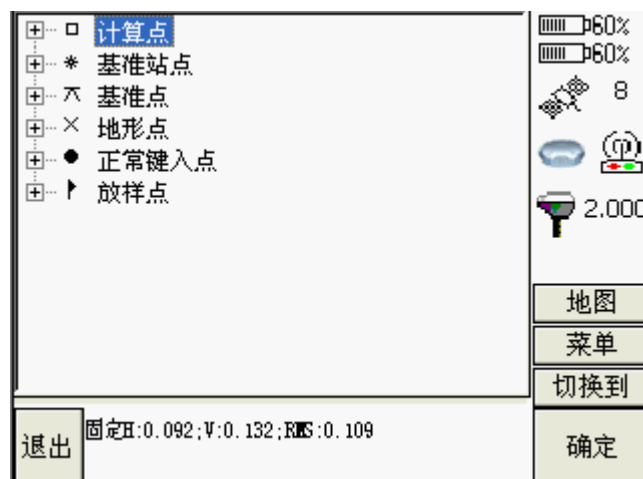 计算点
基准站点
基准点
地形点
正常键入点
放样点
60%
60%
8
2.000
地图
菜单
切换到
退出
固定H:0.092;V:0.132;RMS:0.109
确定